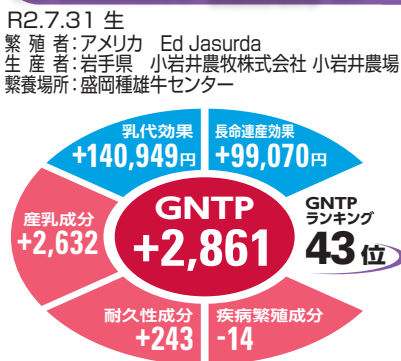 R2.7.31 生
繁 殖 者:アメリカ Ed Jasurda
生 産 者:岩手県 小岩井農牧株式会社 小岩井農場
繋養場所:盛岡種雄牛センター
乳代効果
+140,949円
長命連産効果
+99,070円
産乳成分
+2,632
GNTP
+2,861
GNTP
ランキング
43位
耐久性成分
+243
疾病繁殖成分
-14